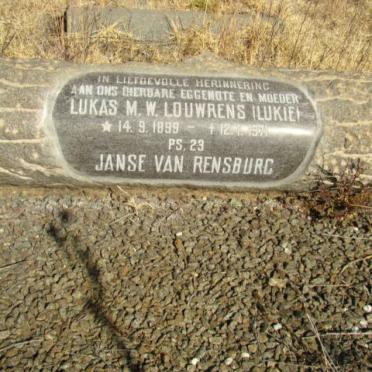 IN LIEFDEVOLLE HERINNERING
AAN ONS DIERBARE EGGENOTE EN MOEDER
LUKAS M. W. LOUWRENS (LUKIE)
★ 14. 9. 1899 - † 12.
PS. 23
JANSE VAN RENSBURG